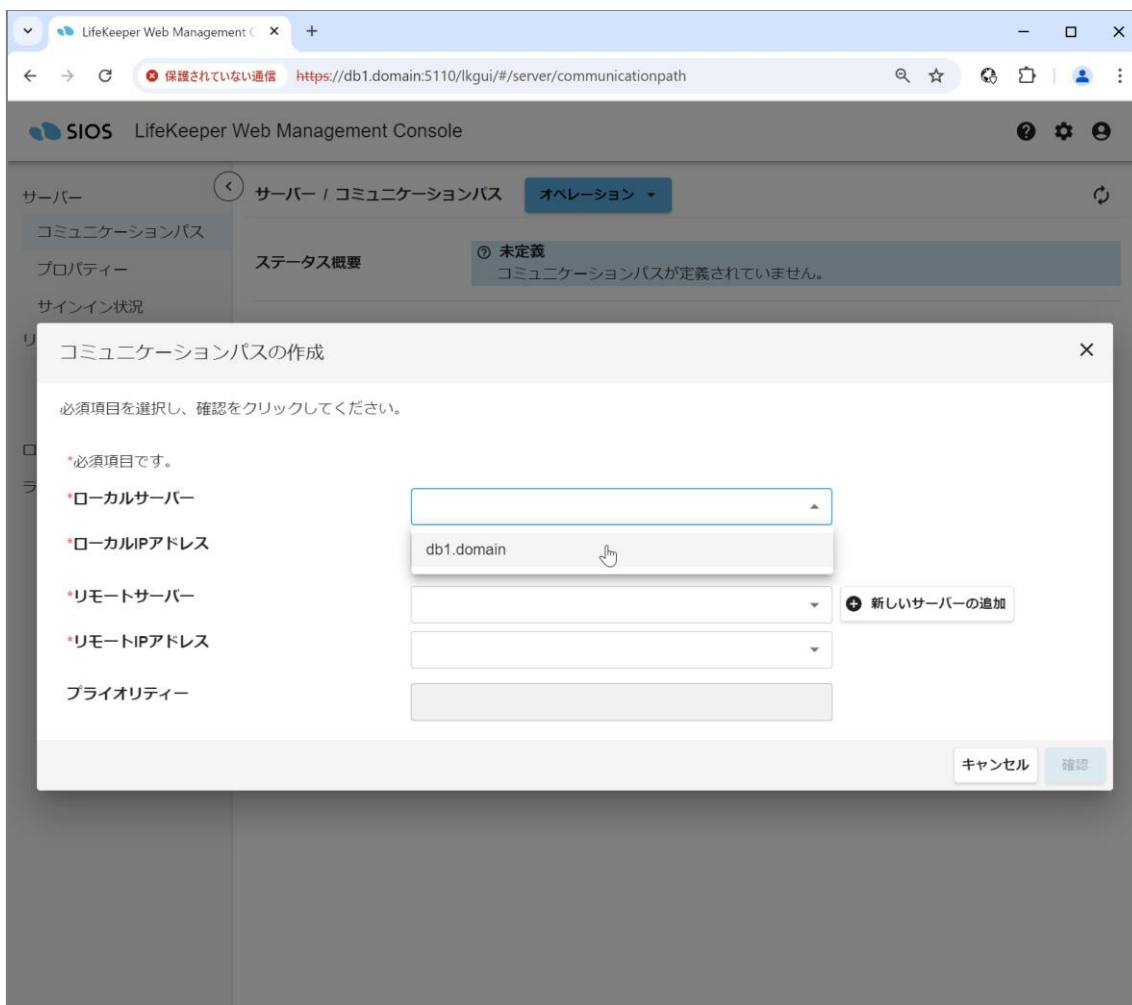 LifeKeeper Web Management C
保護されていない通信 https://db1.domain:5110/lkgui/#/server/communicationpath
SIOS LifeKeeper Web Management Console
サーバー
コミュニケーションパス
プロパティー
サインイン状況
サーバー / コミュニケーションパス オペレーション
ステータス概要
未定義
コミュニケーションパスが定義されていません。
リ
ロ
ラ
コミュニケーションパスの作成
必須項目を選択し、確認をクリックしてください。
*必須項目です。
*ローカルサーバー
db1.domain
*ローカルIPアドレス
*リモートサーバー 新しいサーバーの追加
*リモートIPアドレス
プライオリティー
キャンセル 確認